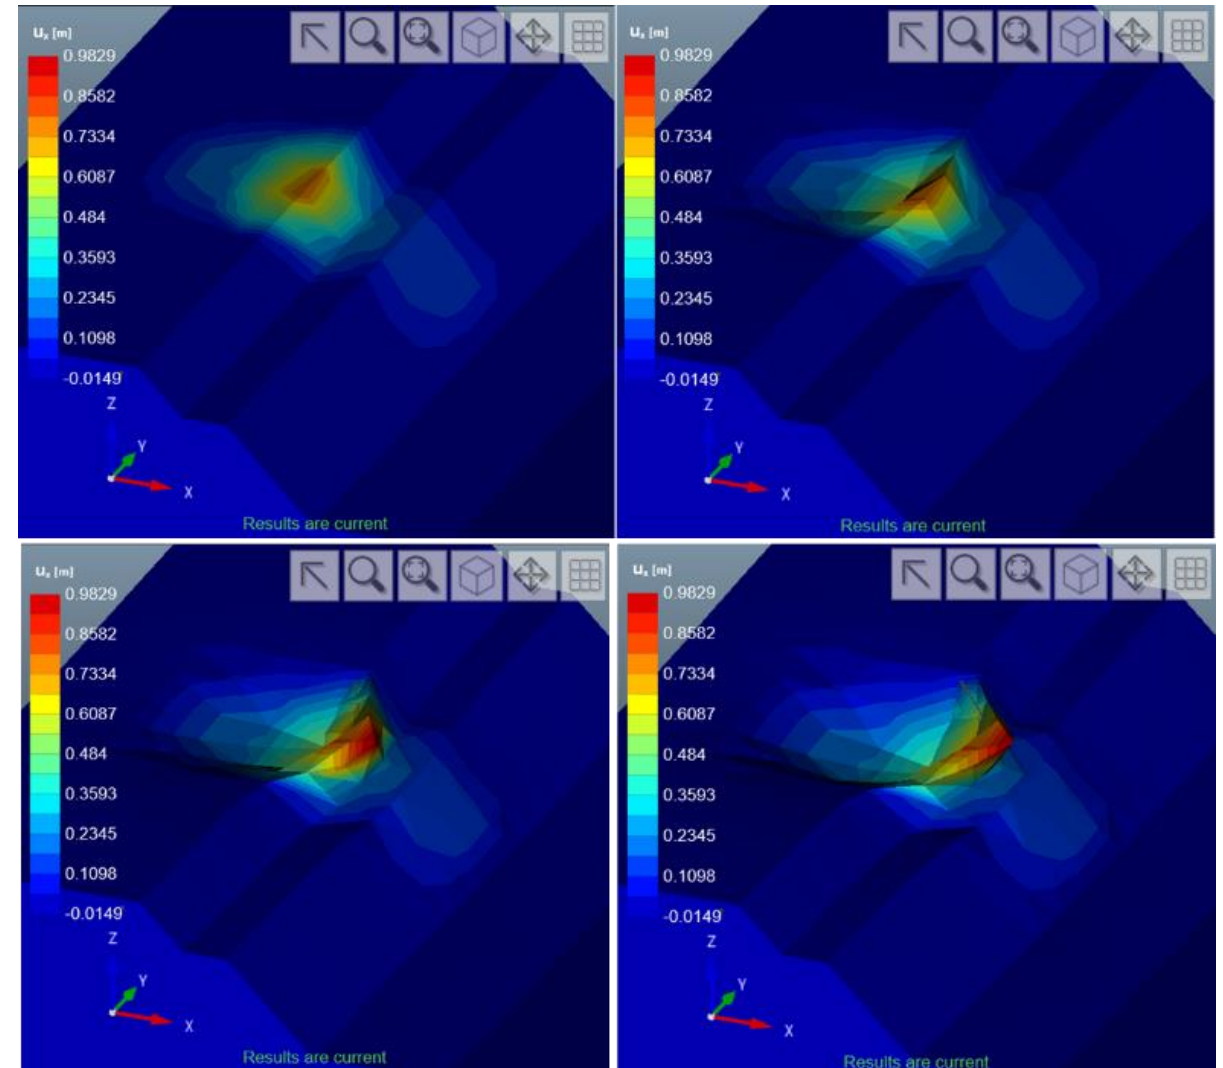 uₓ [m]
0.9829
0.8582
0.7334
0.6087
0.484
0.3593
0.2345
0.1098
-0.0149
Z
Y
X
Results are current
uₓ [m]
0.9829
0.8582
0.7334
0.6087
0.484
0.3593
0.2345
0.1098
-0.0149
Z
Y
X
Results are current
uₓ [m]
0.9829
0.8582
0.7334
0.6087
0.484
0.3593
0.2345
0.1098
-0.0149
Z
Y
X
Results are current
uₓ [m]
0.9829
0.8582
0.7334
0.6087
0.484
0.3593
0.2345
0.1098
-0.0149
Z
Y
X
Results are current